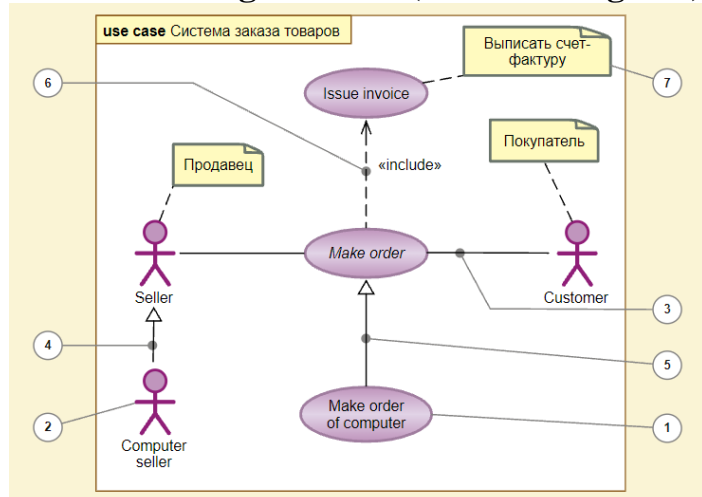 use case Система заказа товаров
Выписать счет-
фактуру
6
Issue invoice
7
Продавец
«include»
Покупатель
Make order
Seller
Customer
3
4
5
2
Make order
of computer
1
Computer
seller